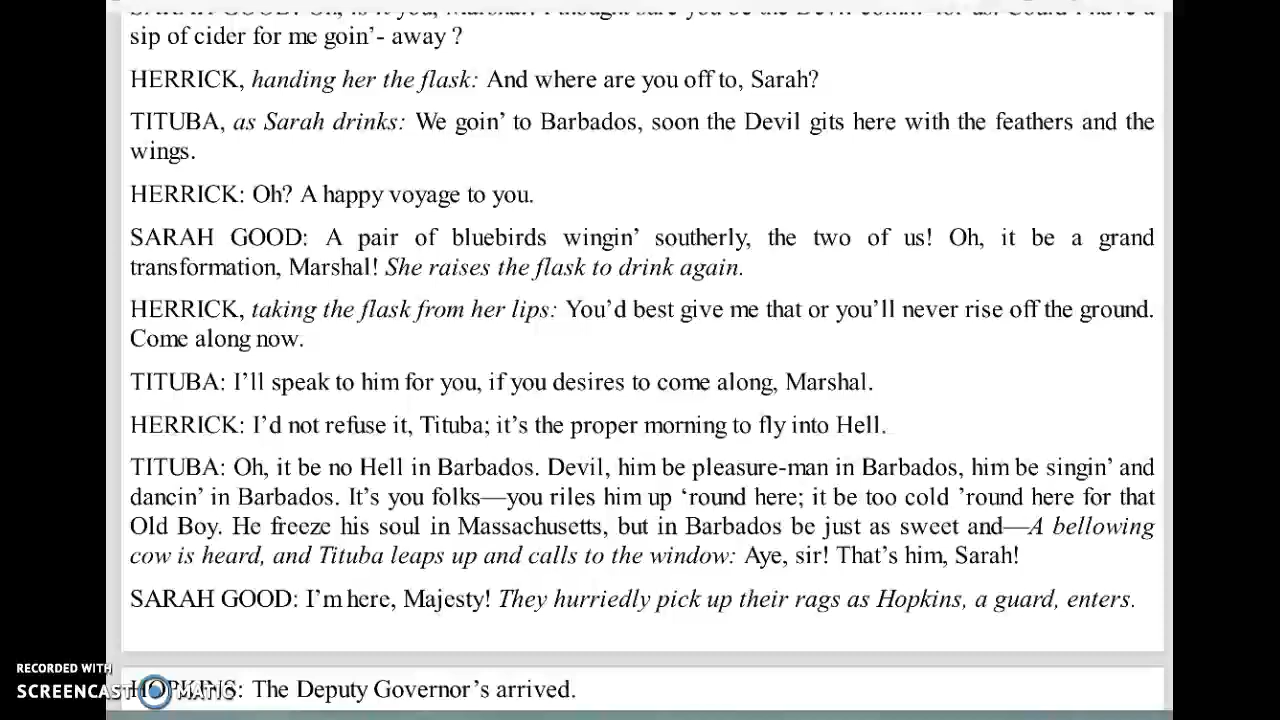 sip of cider for me goin'- away ?
HERRICK, handing her the flask: And where are you off to, Sarah?
TITUBA, as Sarah drinks: We goin’ to Barbados, soon the Devil gits here with the feathers and the
wings.
HERRICK: Oh? A happy voyage to you.
SARAH GOOD: A pair of bluebirds wingin’ southerly, the two of us! Oh, it be a grand
transformation, Marshal! She raises the flask to drink again.
HERRICK, taking the flask from her lips: You’d best give me that or you’ll never rise off the ground.
Come along now.
TITUBA: I’ll speak to him for you, if you desires to come along, Marshal.
HERRICK: I’d not refuse it, Tituba; it’s the proper morning to fly into Hell.
TITUBA: Oh, it be no Hell in Barbados. Devil, him be pleasure-man in Barbados, him be singin’ and
dancin’ in Barbados. It’s you folks—you riles him up ‘round here; it be too cold ’round here for that
Old Boy. He freeze his soul in Massachusetts, but in Barbados be just as sweet and—A bellowing
cow is heard, and Tituba leaps up and calls to the window: Aye, sir! That’s him, Sarah!
SARAH GOOD: I’m here, Majesty! They hurriedly pick up their rags as Hopkins, a guard, enters.
RECORDED WITH
SCREENCAST MATIC
The Deputy Governor’s arrived.